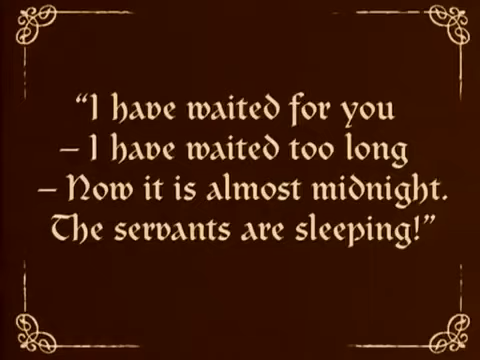 “I have waited for you
– I have waited too long
– Now it is almost midnight.
The servants are sleeping!”